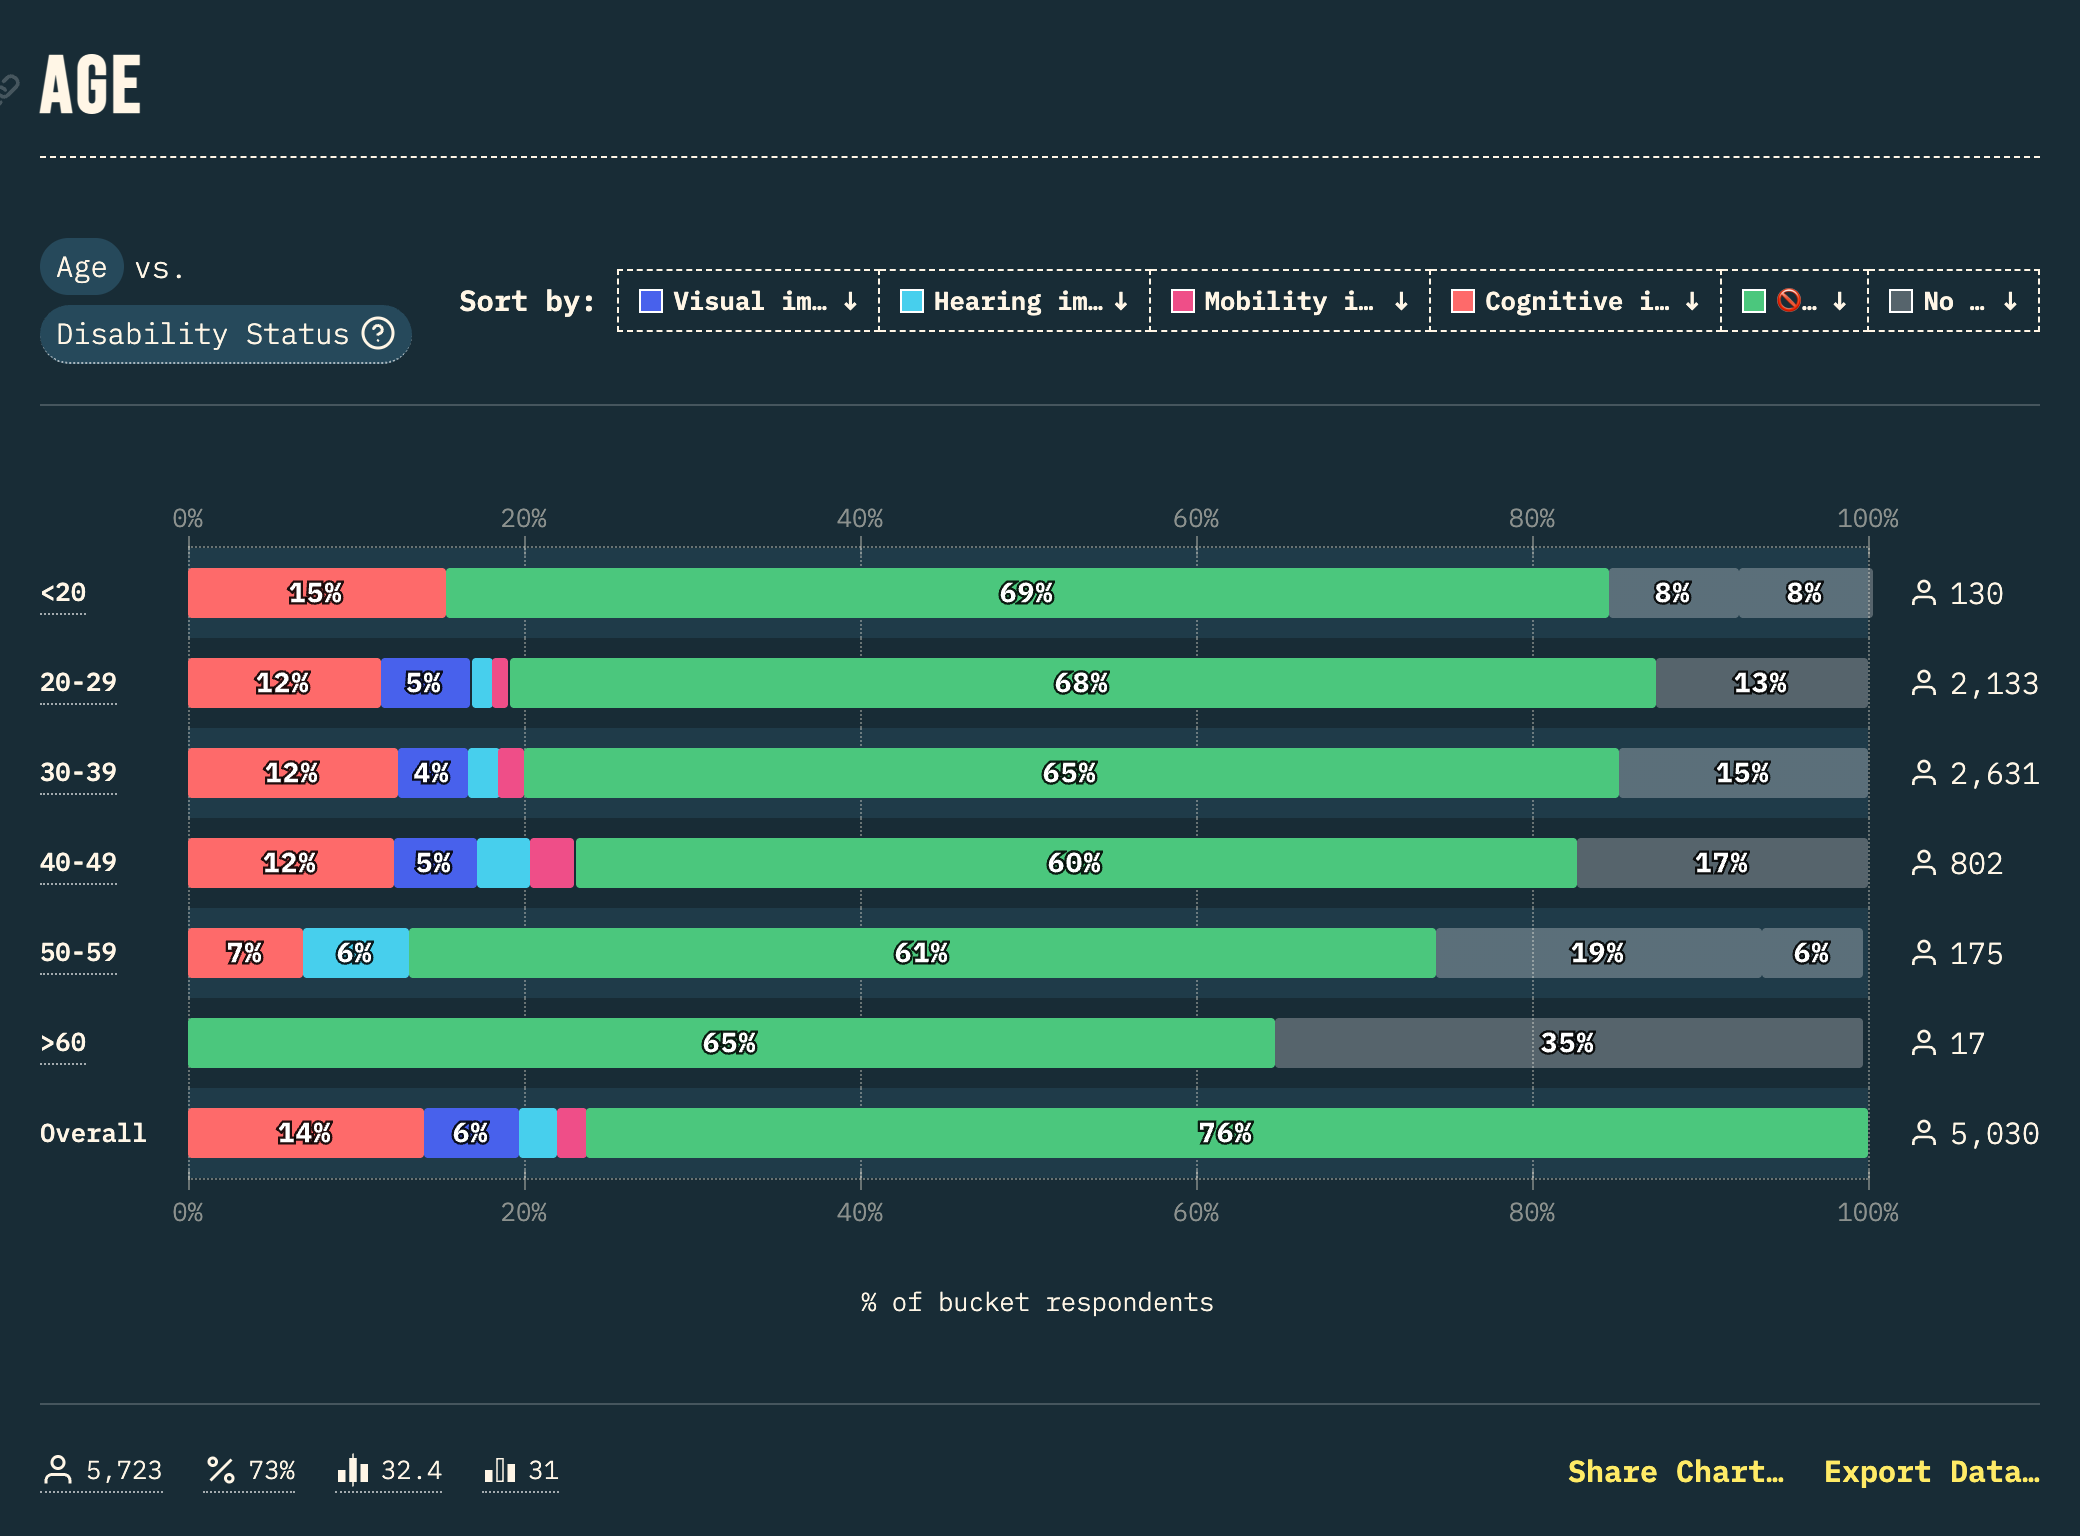 AGE
Age vs.
Disability Status ?
Sort by: Visual im… ↓ Hearing im… ↓ Mobility i… ↓ Cognitive i… ↓ 🚫… ↓ No … ↓
0% 20% 40% 60% 80% 100%
<20 15% 69% 8% 8% 130
20-29 12% 5% 68% 13% 2,133
30-39 12% 4% 65% 15% 2,631
40-49 12% 5% 60% 17% 802
50-59 7% 6% 61% 19% 6% 175
>60 65% 35% 17
Overall 14% 6% 76% 5,030
0% 20% 40% 60% 80% 100%
% of bucket respondents
5,723 73% 32.4 31 Share Chart… Export Data…